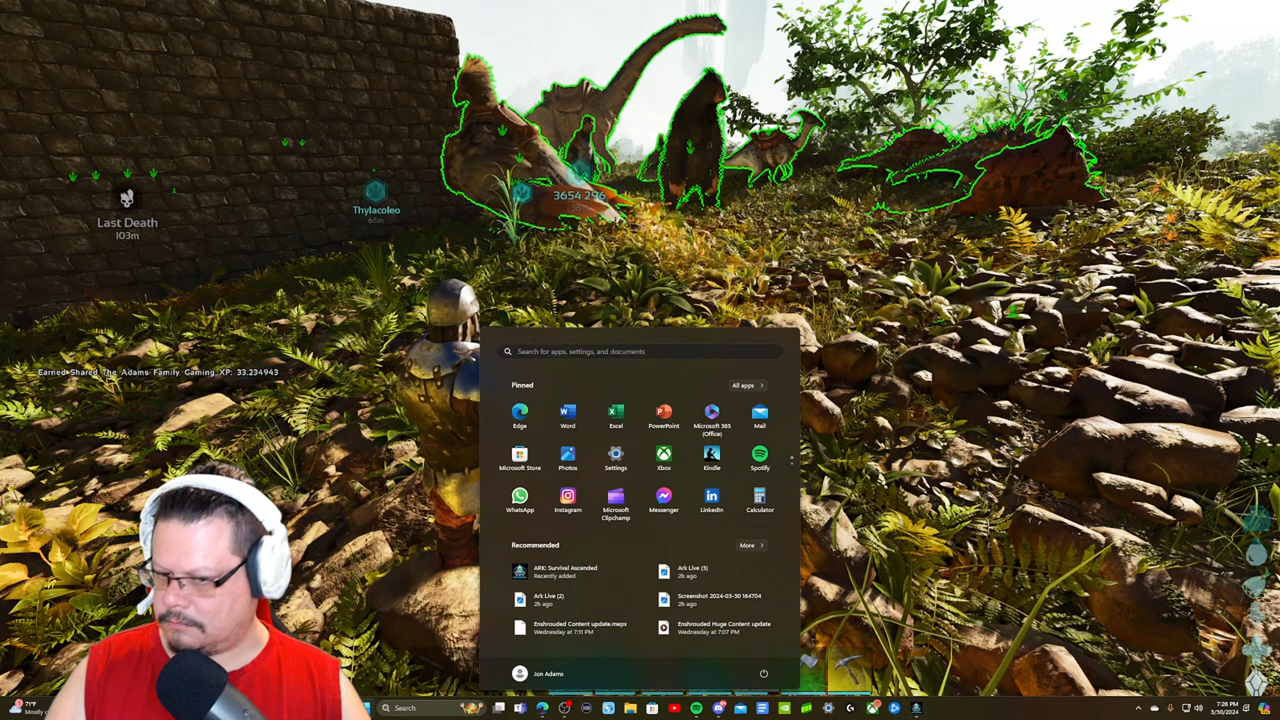 Last Death
103m
Thylacoleo
65m
3654 296
Earned Shared The Adams Family Gaming XP: 33.234943
Search for apps, settings, and documents
Pinned
All apps
Edge
Word
Excel
PowerPoint
Microsoft 365
(Office)
Mail
Microsoft Store
Photos
Settings
Xbox
Kindle
Spotify
WhatsApp
Instagram
Microsoft
Clipchamp
Messenger
LinkedIn
Calculator
Recommended
More
ARK: Survival Ascended
Recently added
Ark Live (3)
2h ago
Ark Live (2)
2h ago
Screenshot 2024-03-30 164704
2h ago
Enshrouded Content update.mepx
Wednesday at 7:11 PM
Enshrouded Huge Content update
Wednesday at 7:07 PM
Jon Adams
71°F
Mostly
Search
7:26 PM
3/30/2024